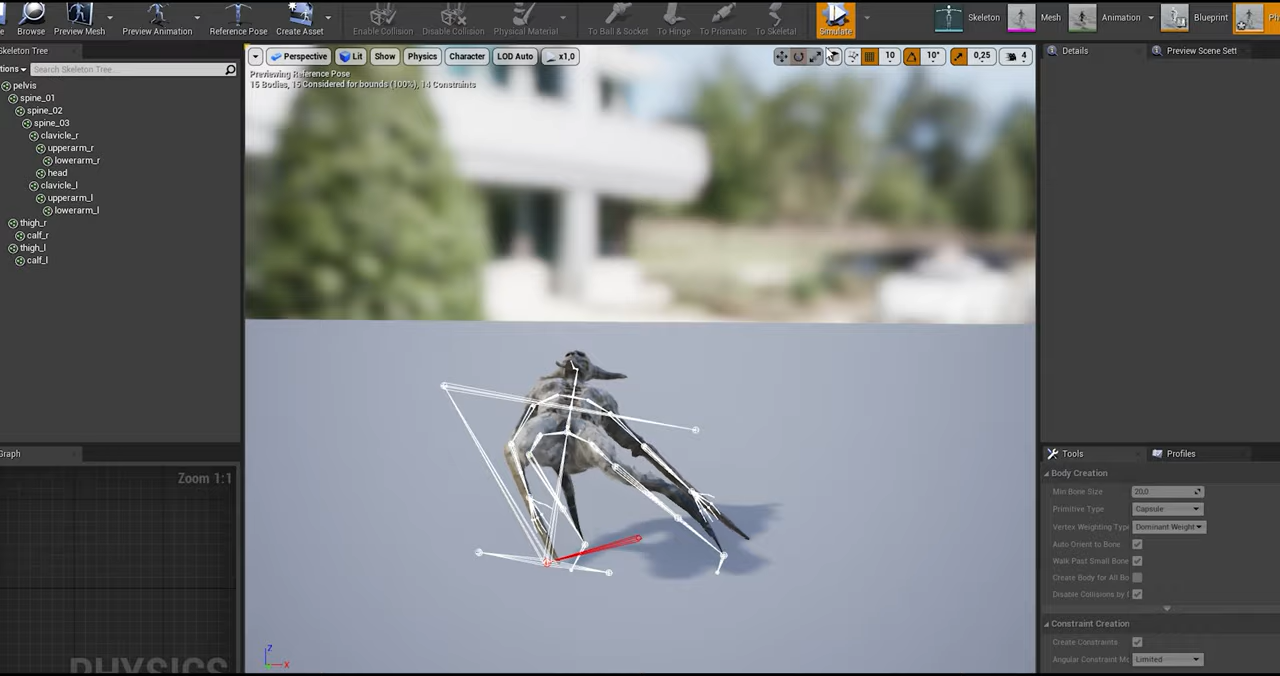 Browse
Preview Mesh
Preview Animation
Reference Pose
Create Asset
Enable Collision
Disable Collision
Physical Material
To Ball & Socket
To Hinge
To Prismatic
To Skeletal
Simulate
Skeleton
Mesh
Animation
Blueprint
Skeleton Tree
tions
Search Skeleton Tree...
pelvis
spine_01
spine_02
spine_03
clavicle_r
upperarm_r
lowerarm_r
head
clavicle_l
upperarm_l
lowerarm_l
thigh_r
calf_r
thigh_l
calf_l
Graph
Zoom 1:1
PHYSICS
Perspective
Lit
Show
Physics
Character
LOD Auto
x1,0
10
10°
0,25
4
Previewing Reference Pose
15 Bodies, 15 Considered for bounds (100%), 14 Constraints
Z
X
Details
Preview Scene Sett
Tools
Profiles
Body Creation
Min Bone Size
20,0
Primitive Type
Capsule
Vertex Weighting Type
Dominant Weight
Auto Orient to Bone
Walk Past Small Bone
Create Body for All Bo
Disable Collisions by
Constraint Creation
Create Constraints
Angular Constraint Mo
Limited